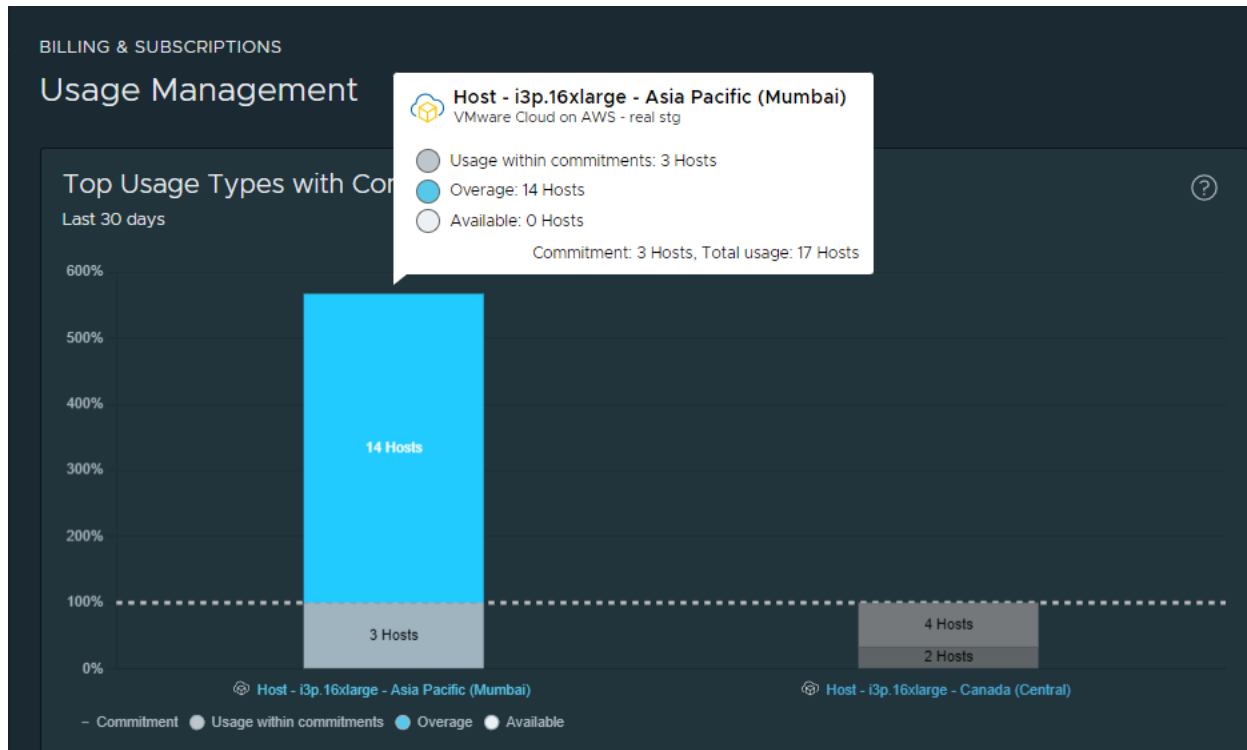 BILLING & SUBSCRIPTIONS
Usage Management
Host - i3p.16xlarge - Asia Pacific (Mumbai)
VMware Cloud on AWS - real stg
Usage within commitments: 3 Hosts
Overage: 14 Hosts
Available: 0 Hosts
Commitment: 3 Hosts, Total usage: 17 Hosts
Top Usage Types with
Last 30 days
?
600%
500%
400%
14 Hosts
300%
200%
100%
4 Hosts
3 Hosts
2 Hosts
0%
Host - i3p.16xlarge - Asia Pacific (Mumbai)
Host - i3p.16xlarge - Canada (Central)
– Commitment Usage within commitments Overage Available